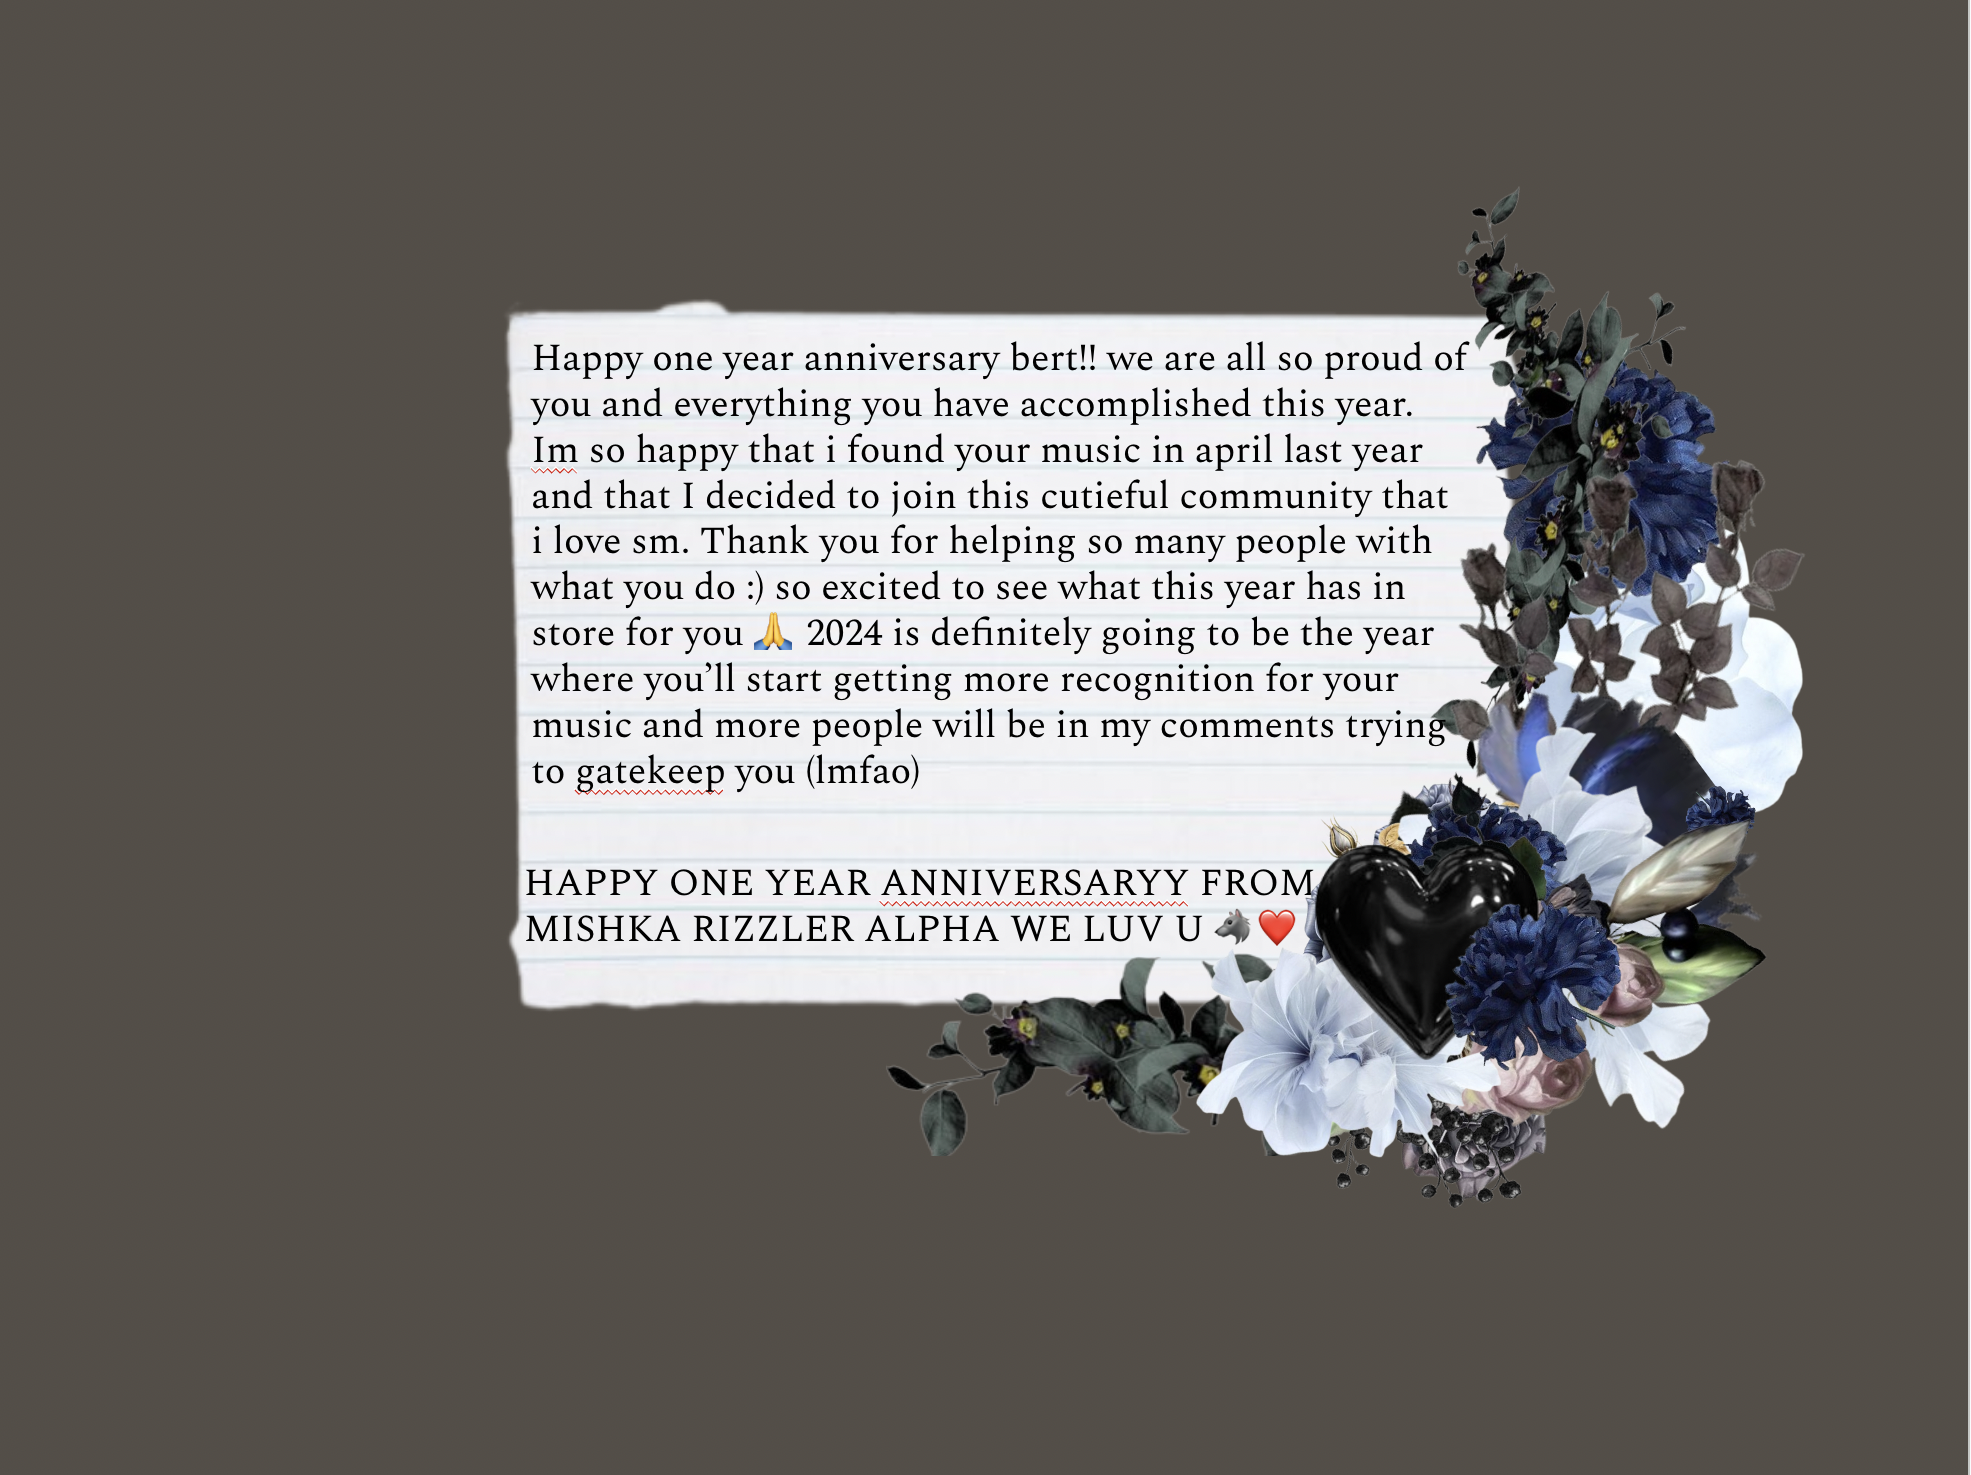 Happy one year anniversary bert!! we are all so proud of
you and everything you have accomplished this year.
Im so happy that i found your music in april last year
and that I decided to join this cutieful community that
i love sm. Thank you for helping so many people with
what you do :) so excited to see what this year has in
store for you 🙏 2024 is definitely going to be the year
where you’ll start getting more recognition for your
music and more people will be in my comments trying
to gatekeep you (lmfao)
HAPPY ONE YEAR ANNIVERSARYY FROM
MISHKA RIZZLER ALPHA WE LUV U 🐺❤️